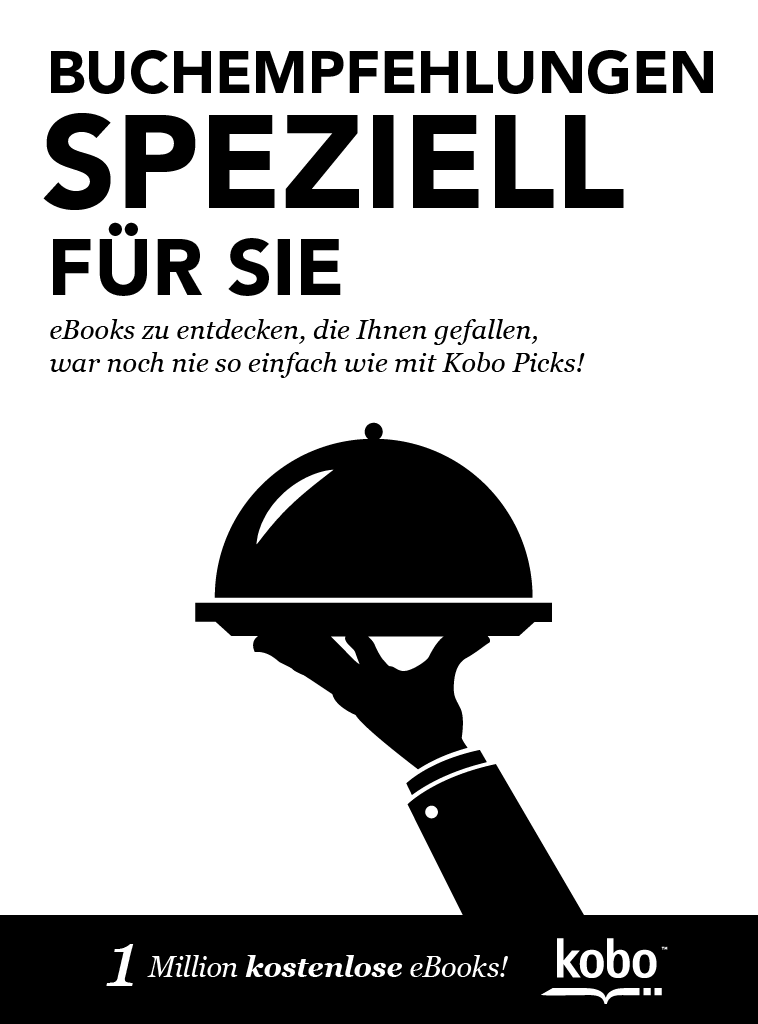 BUCHEMPFEHLUNGEN
SPEZIELL
FÜR SIE
eBooks zu entdecken, die Ihnen gefallen,
war noch nie so einfach wie mit Kobo Picks!
1 Million kostenlose eBooks!
kobo™